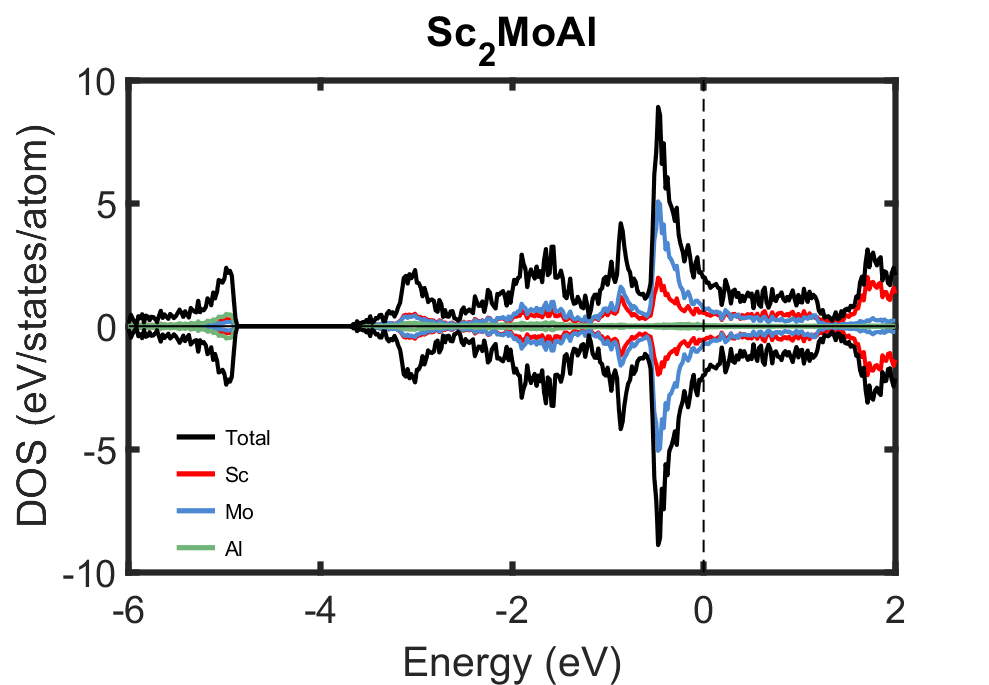 Sc2MoAl
10
5
0
-5
-10
DOS (eV/states/atom)
Total
Sc
Mo
Al
-6 -4 -2 0 2
Energy (eV)